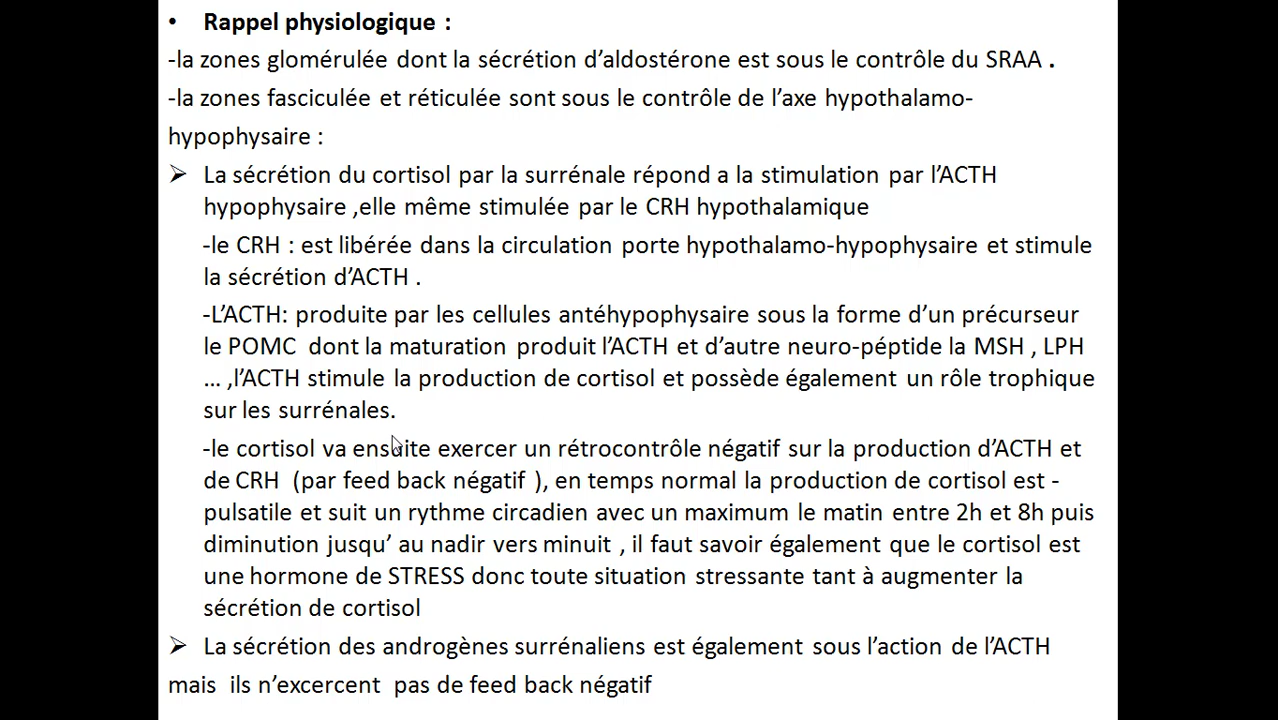 • Rappel physiologique :
-la zones glomérulée dont la sécrétion d’aldostérone est sous le contrôle du SRAA .
-la zones fasciculée et réticulée sont sous le contrôle de l’axe hypothalamo-
hypophysaire :
➢ La sécrétion du cortisol par la surrénale répond a la stimulation par l’ACTH
hypophysaire ,elle même stimulée par le CRH hypothalamique
-le CRH : est libérée dans la circulation porte hypothalamo-hypophysaire et stimule
la sécrétion d’ACTH .
-L’ACTH: produite par les cellules antéhypophysaire sous la forme d’un précurseur
le POMC dont la maturation produit l’ACTH et d’autre neuro-péptide la MSH , LPH
… ,l’ACTH stimule la production de cortisol et possède également un rôle trophique
sur les surrénales.
-le cortisol va ensuite exercer un rétrocontrôle négatif sur la production d’ACTH et
de CRH (par feed back négatif ), en temps normal la production de cortisol est -
pulsatile et suit un rythme circadien avec un maximum le matin entre 2h et 8h puis
diminution jusqu’ au nadir vers minuit , il faut savoir également que le cortisol est
une hormone de STRESS donc toute situation stressante tant à augmenter la
sécrétion de cortisol
➢ La sécrétion des androgènes surrénaliens est également sous l’action de l’ACTH
mais ils n’excercent pas de feed back négatif